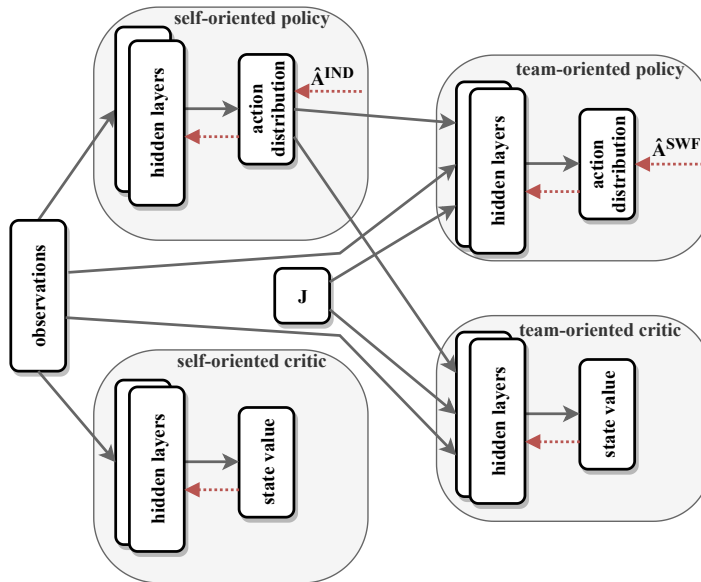 self-oriented policy
hidden layers
action
distribution
Â^IND
team-oriented policy
hidden layers
action
distribution
Â^SWF
observations
J
self-oriented critic
hidden layers
state value
team-oriented critic
hidden layers
state value